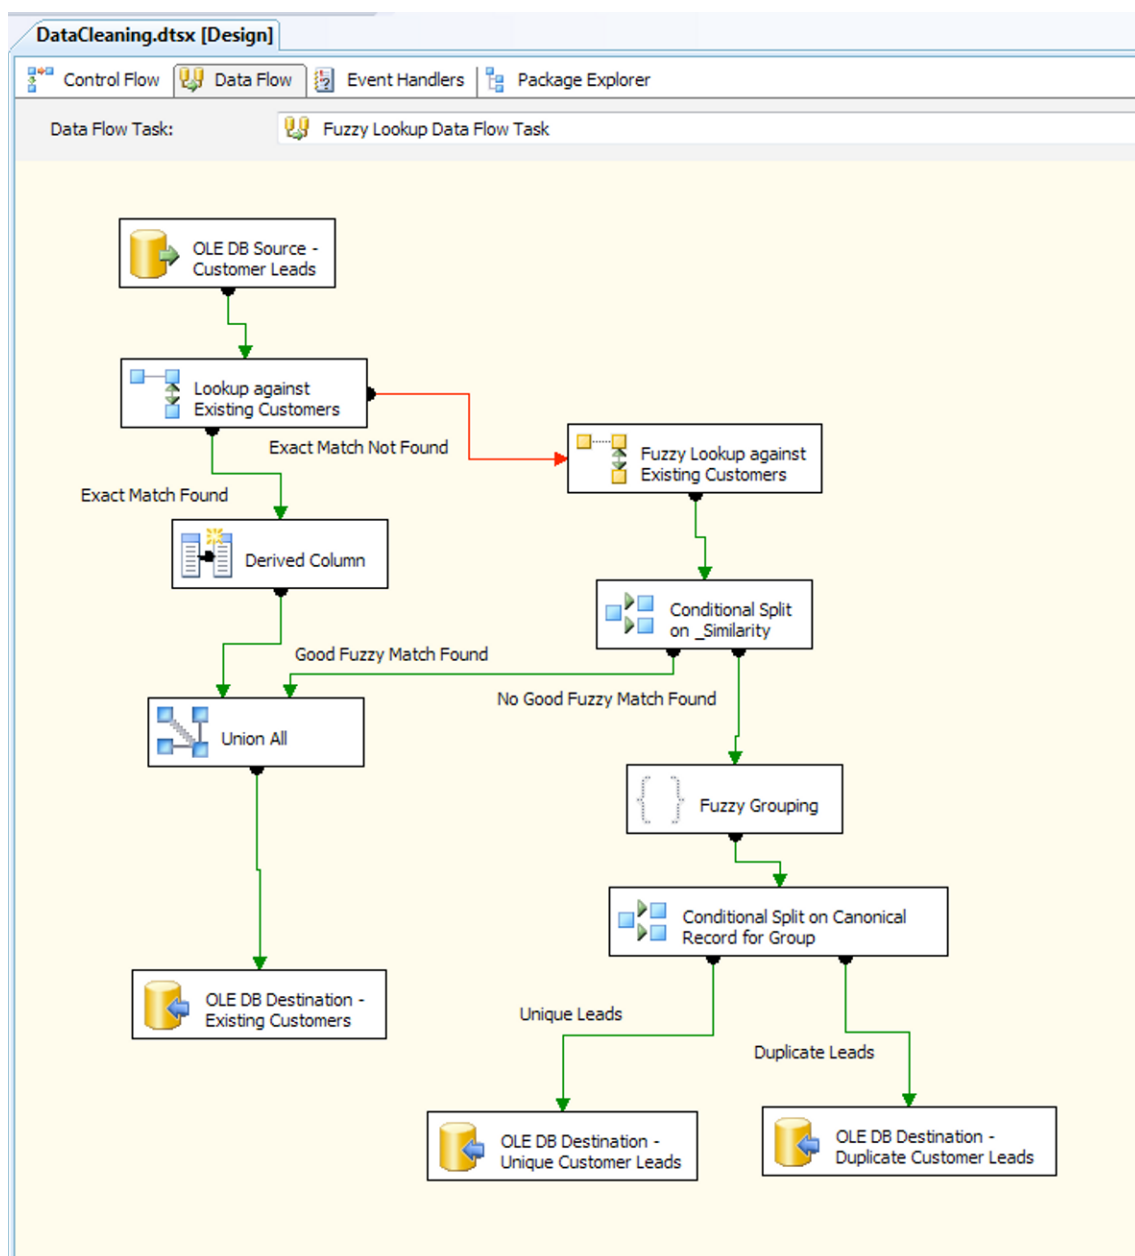 DataCleaning.dtsx [Design]
Control Flow
Data Flow
Event Handlers
Package Explorer
Data Flow Task:
Fuzzy Lookup Data Flow Task
OLE DB Source -
Customer Leads
Lookup against
Existing Customers
Exact Match Not Found
Fuzzy Lookup against
Existing Customers
Exact Match Found
Derived Column
Conditional Split
on _Similarity
Good Fuzzy Match Found
No Good Fuzzy Match Found
Union All
Fuzzy Grouping
Conditional Split on Canonical
Record for Group
OLE DB Destination -
Existing Customers
Unique Leads
Duplicate Leads
OLE DB Destination -
Unique Customer Leads
OLE DB Destination -
Duplicate Customer Leads